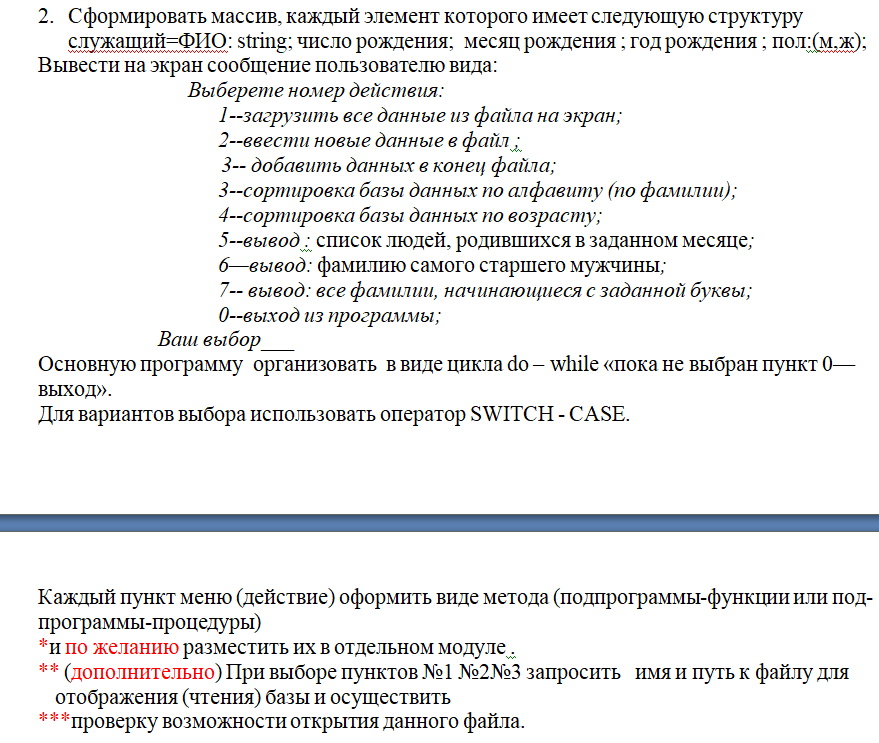 2. Сформировать массив, каждый элемент которого имеет следующую структуру
служащий=ФИО: string; число рождения; месяц рождения ; год рождения ; пол:(м,ж);
Вывести на экран сообщение пользователю вида:
Выберете номер действия:
1--загрузить все данные из файла на экран;
2--ввести новые данные в файл ;
3-- добавить данных в конец файла;
3--сортировка базы данных по алфавиту (по фамилии);
4--сортировка базы данных по возрасту;
5--вывод : список людей, родившихся в заданном месяце;
6—вывод: фамилию самого старшего мужчины;
7-- вывод: все фамилии, начинающиеся с заданной буквы;
0--выход из программы;
Ваш выбор___
Основную программу организовать в виде цикла do – while «пока не выбран пункт 0—
выход».
Для вариантов выбора использовать оператор SWITCH - CASE.
Каждый пункт меню (действие) оформить виде метода (подпрограммы-функции или под-
программы-процедуры)
*и по желанию разместить их в отдельном модуле .
** (дополнительно) При выборе пунктов №1 №2№3 запросить имя и путь к файлу для
отображения (чтения) базы и осуществить
***проверку возможности открытия данного файла.